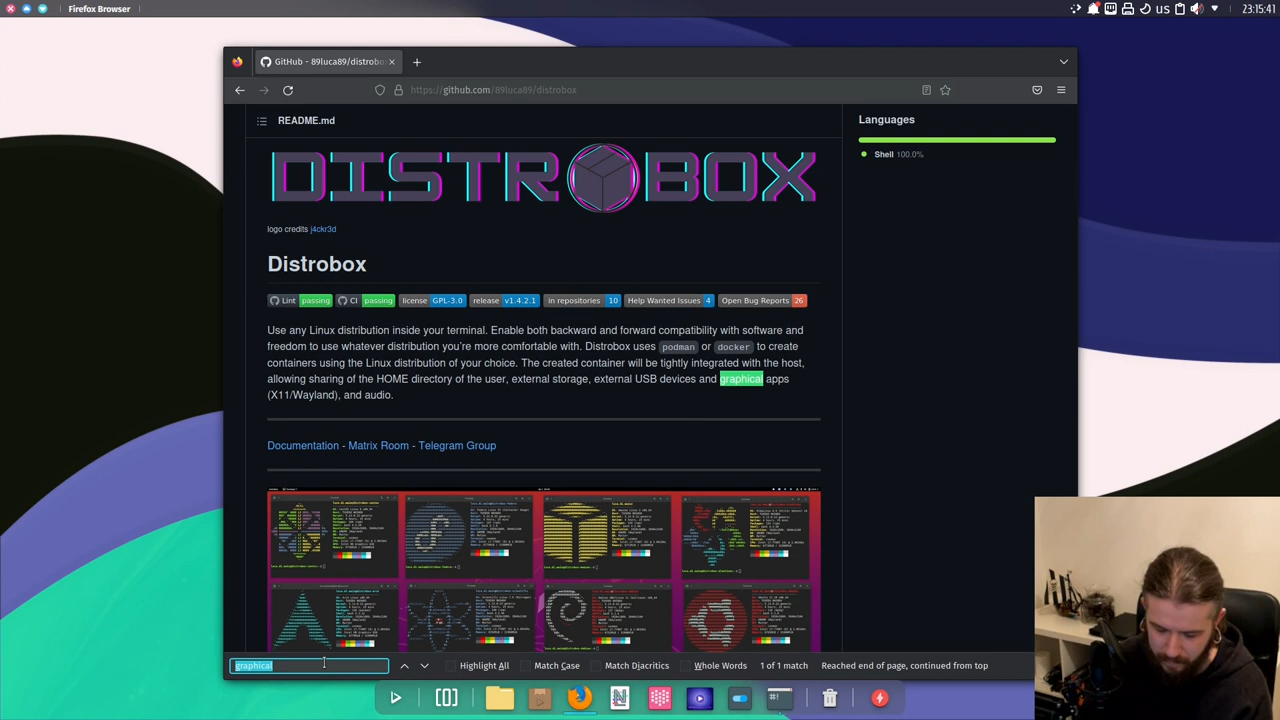 Firefox Browser
us
23:15:41
GitHub - 89luca89/distrobo
https://github.com/89luca89/distrobox
README.md
Languages
Shell 100.0%
DISTROBOX
logo credits j4ckr3d
Distrobox
Lint passing CI passing license GPL-3.0 release v1.4.2.1 in repositories 10 Help Wanted Issues 4 Open Bug Reports 26
Use any Linux distribution inside your terminal. Enable both backward and forward compatibility with software and
freedom to use whatever distribution you're more comfortable with. Distrobox uses podman or docker to create
containers using the Linux distribution of your choice. The created container will be tightly integrated with the host,
allowing sharing of the HOME directory of the user, external storage, external USB devices and graphical apps
(X11/Wayland), and audio.
Documentation - Matrix Room - Telegram Group
graphical
Highlight All Match Case Match Diacritics Whole Words 1 of 1 match Reached end of page, continued from top